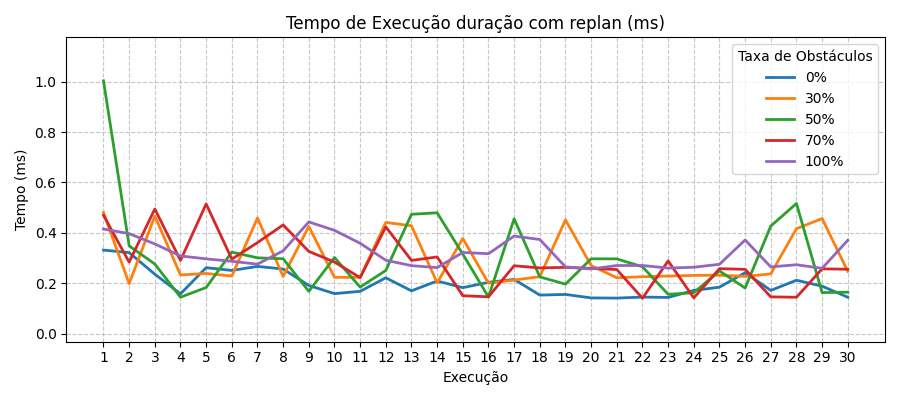 Tempo de Execução duração com replan (ms)
Taxa de Obstáculos
0%
30%
50%
70%
100%
Tempo (ms)
1.0
0.8
0.6
0.4
0.2
0.0
1 2 3 4 5 6 7 8 9 10 11 12 13 14 15 16 17 18 19 20 21 22 23 24 25 26 27 28 29 30
Execução